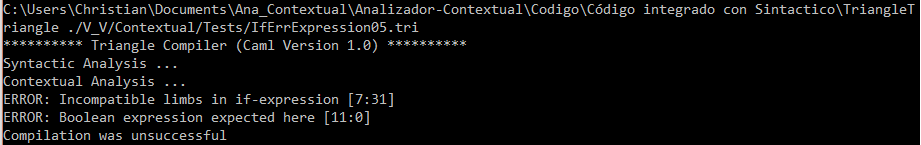 C:\Users\Christian\Documents\Ana_Contextual\Analizador-Contextual\Codigo\Código integrado con Sintactico\TriangleT
riangle ./V_V/Contextual/Tests/IfErrExpression05.tri
********** Triangle Compiler (Caml Version 1.0) **********
Syntactic Analysis ...
Contextual Analysis ...
ERROR: Incompatible limbs in if-expression [7:31]
ERROR: Boolean expression expected here [11:0]
Compilation was unsuccessful